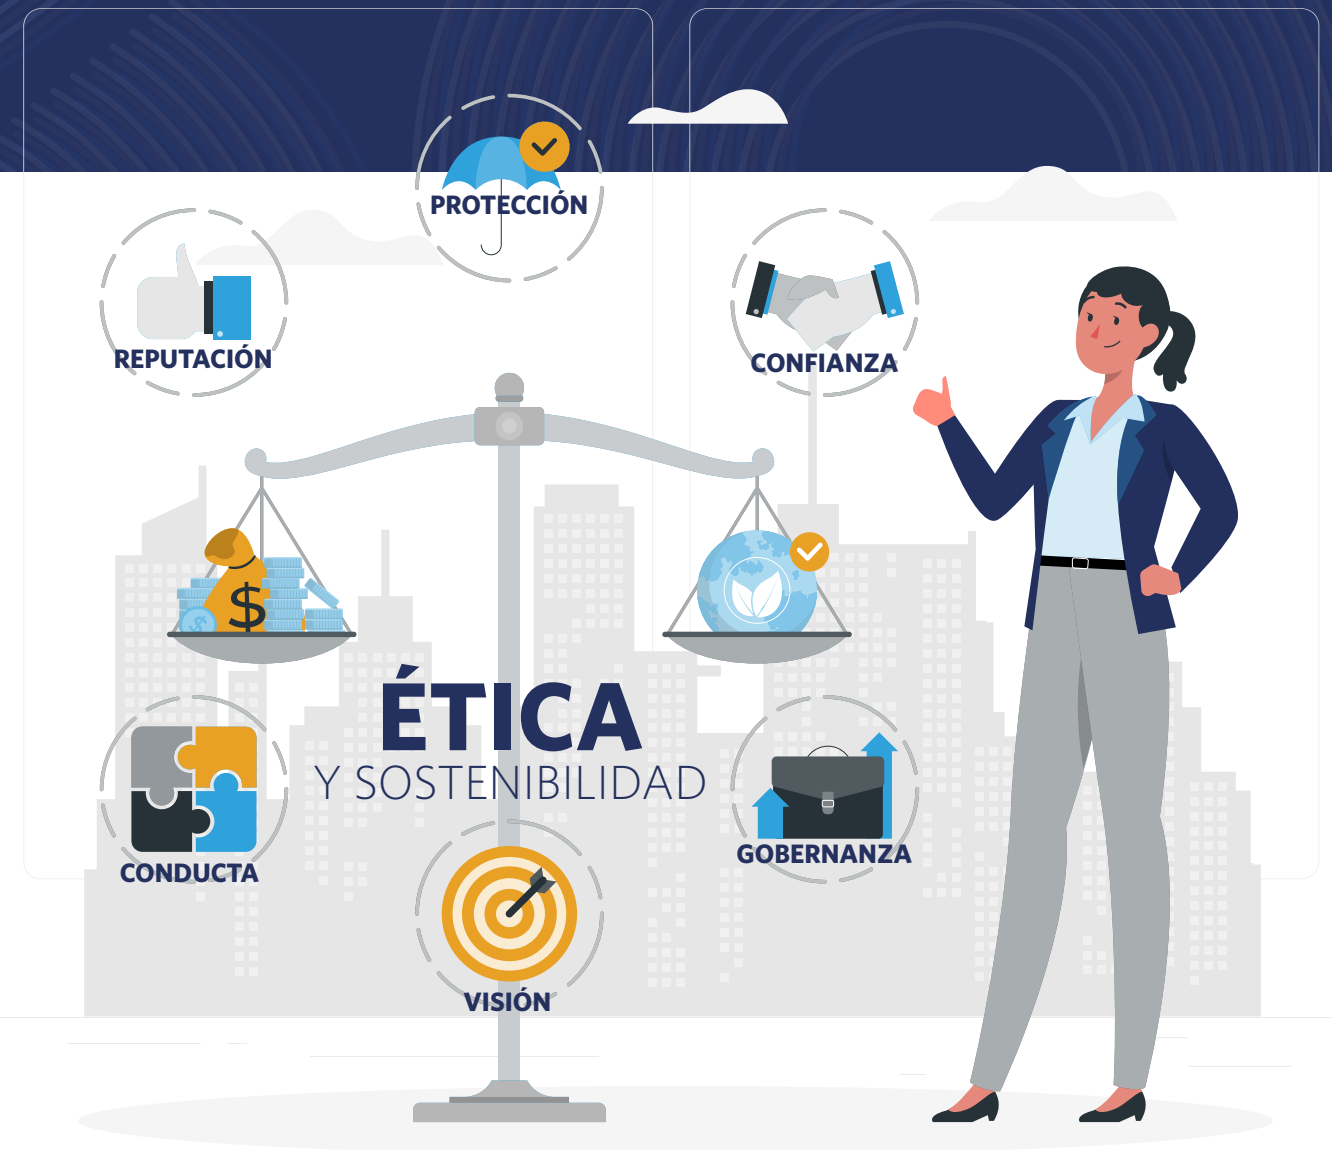 PROTECCIÓN
REPUTACIÓN
CONFIANZA
$
$
ÉTICA
Y SOSTENIBILIDAD
CONDUCTA
GOBERNANZA
VISIÓN